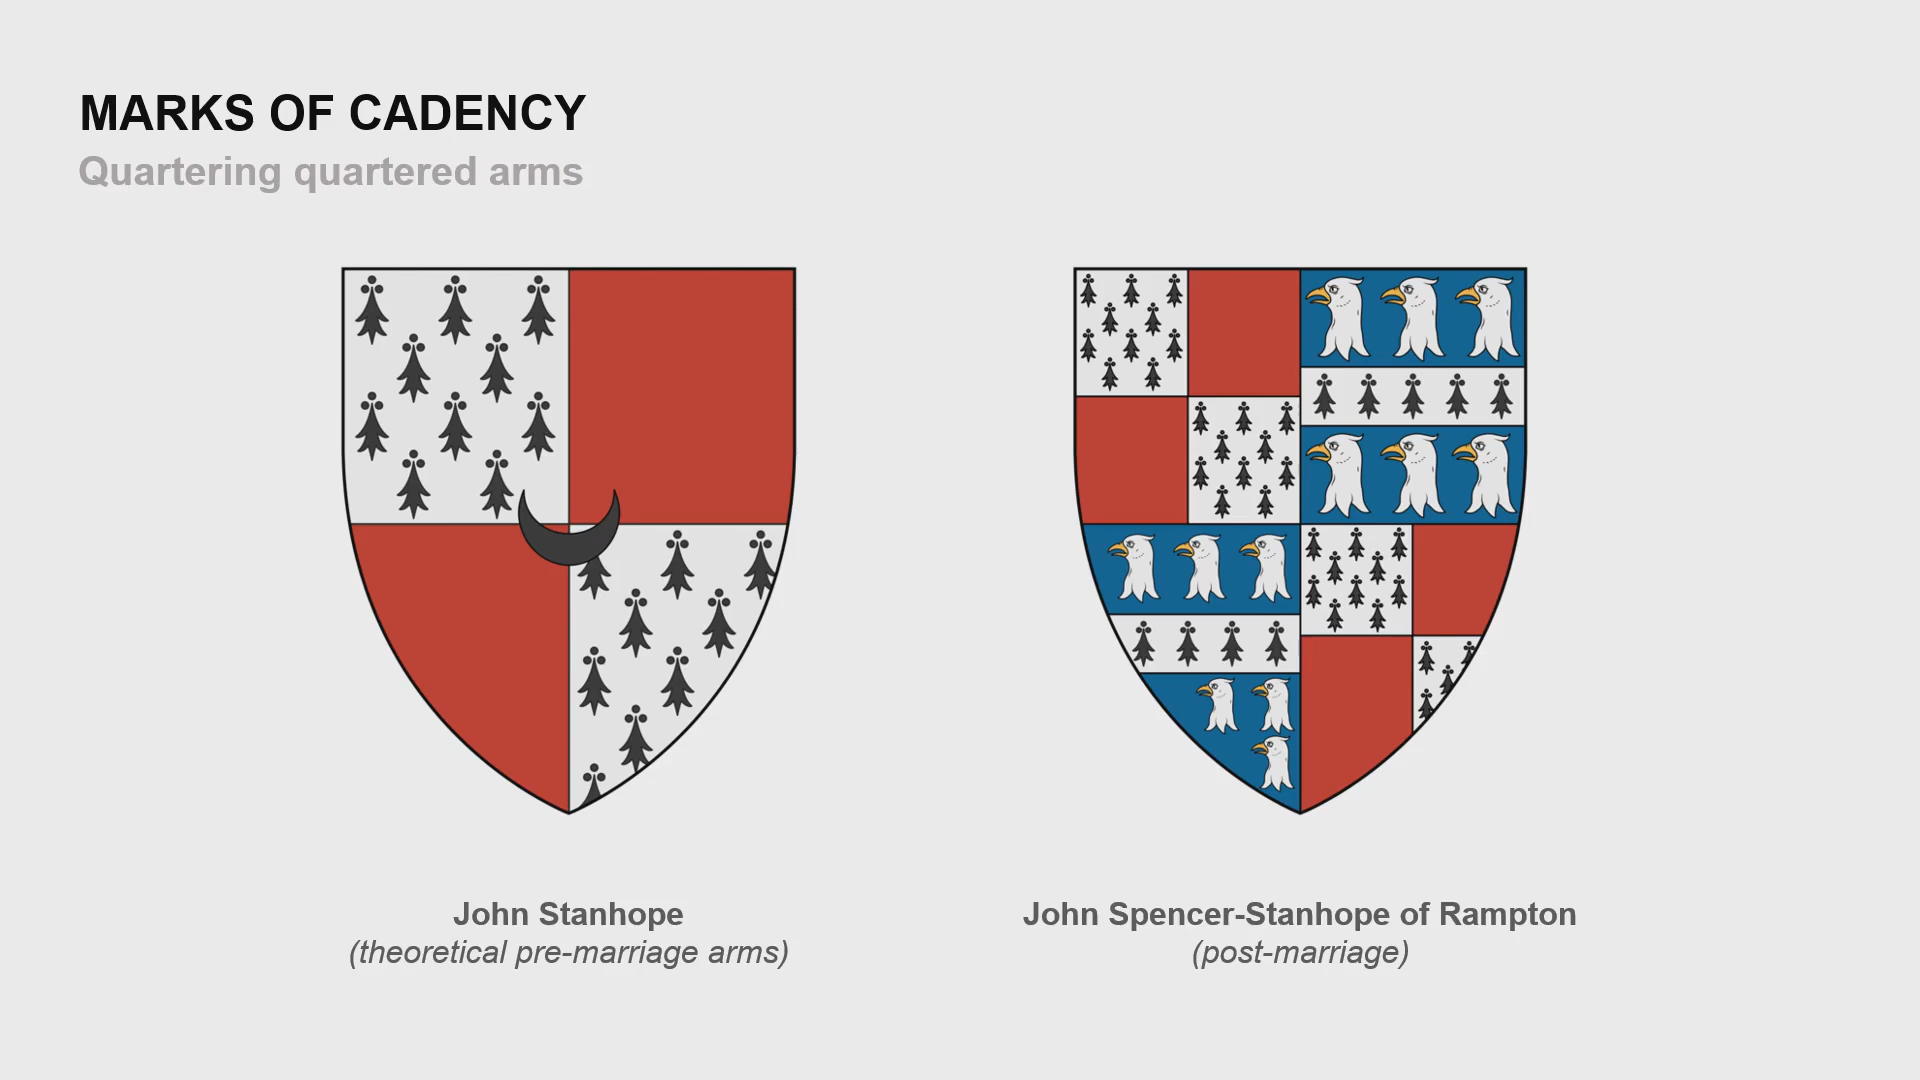 MARKS OF CADENCY
Quartering quartered arms
John Stanhope
(theoretical pre-marriage arms)
John Spencer-Stanhope of Rampton
(post-marriage)